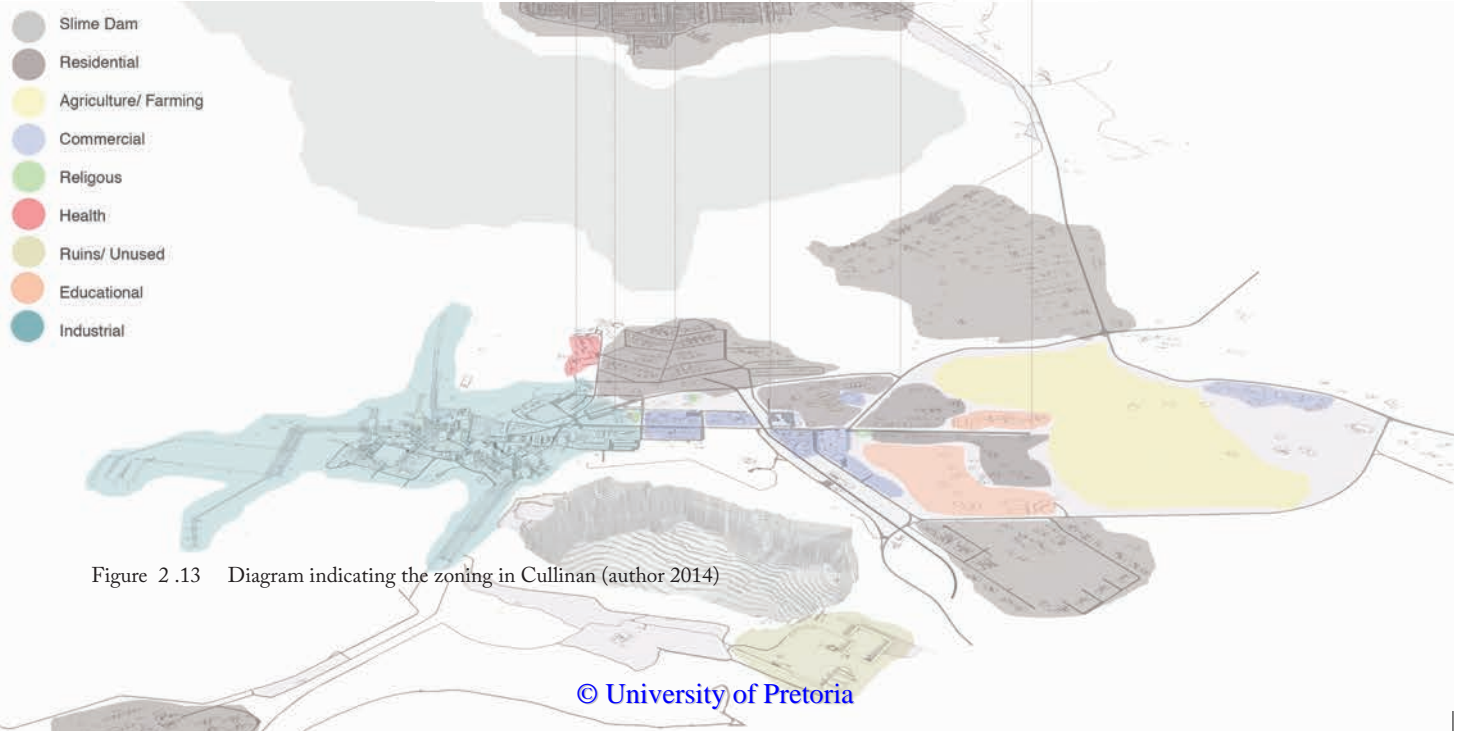 Slime Dam
Residential
Agriculture/ Farming
Commercial
Religous
Health
Ruins/ Unused
Educational
Industrial
Figure 2 .13 Diagram indicating the zoning in Cullinan (author 2014)
© University of Pretoria